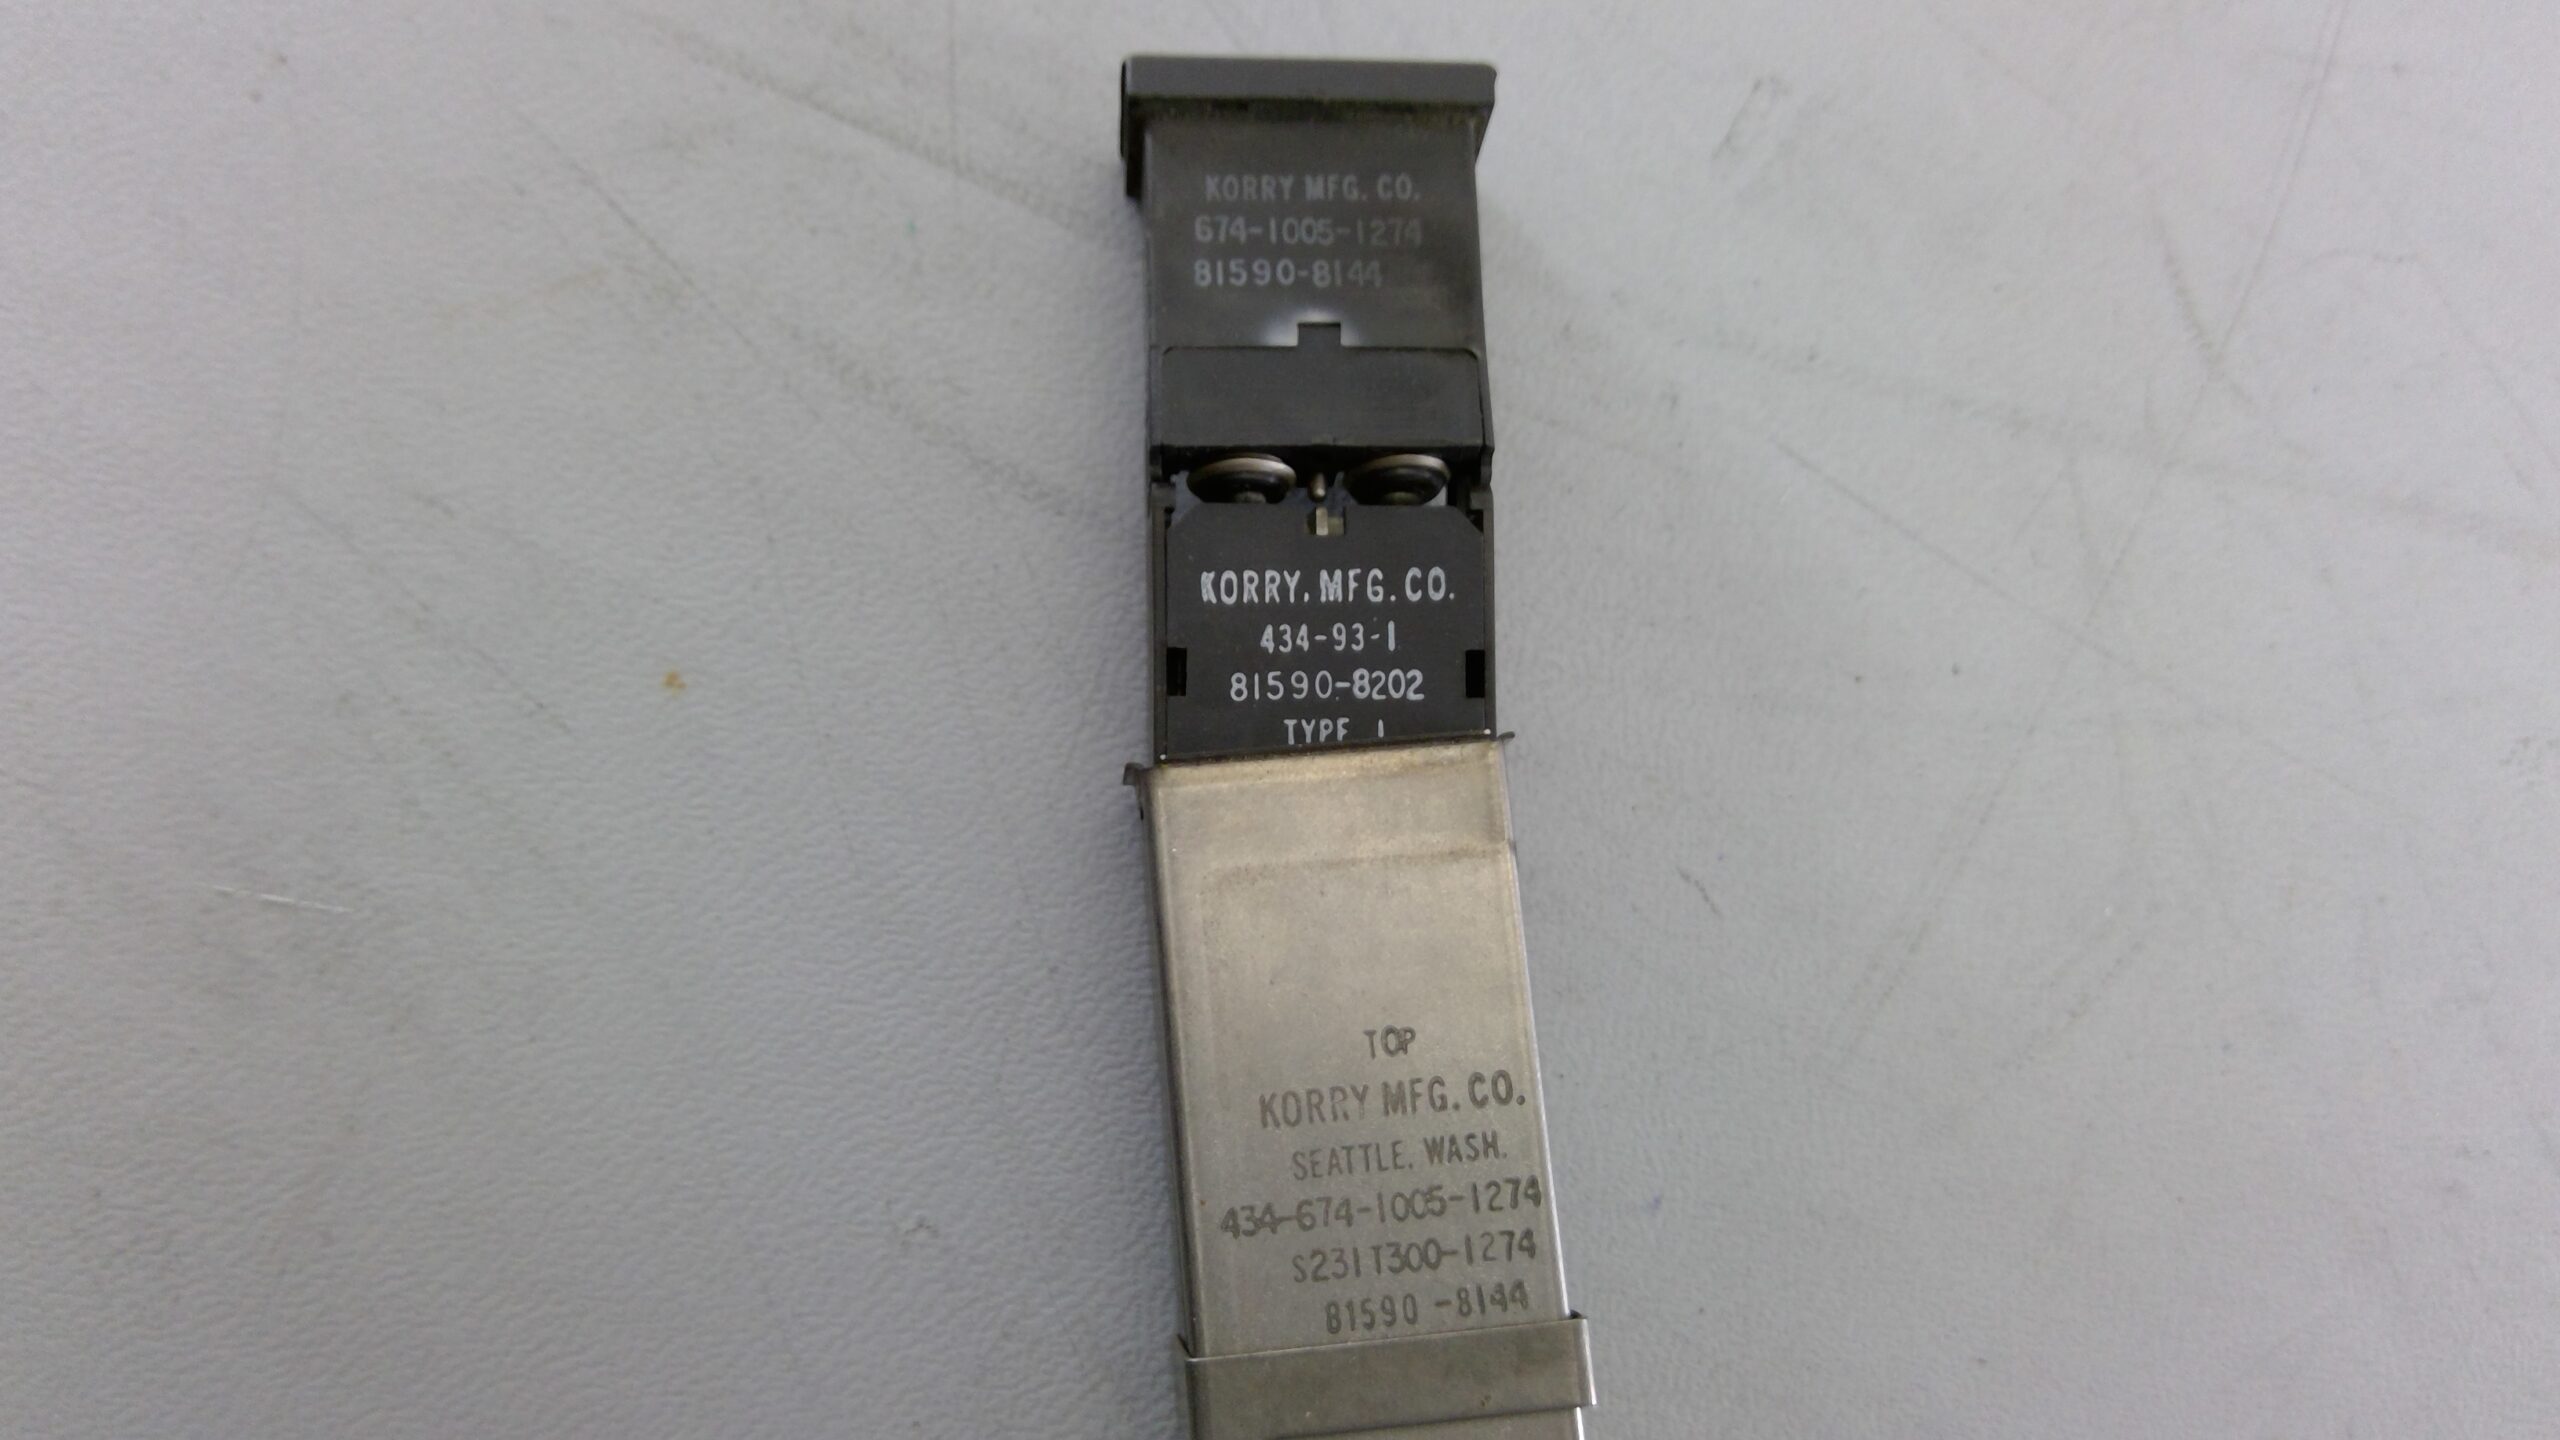 KORRY MFG. CO.
674-1005-1274
81590-8144
KORRY. MFG. CO.
434-93-1
81590-8202
TYPE 1
TOP
KORRY MFG. CO.
SEATTLE, WASH.
434-674-1005-1274
S231T300-1274
81590-8144